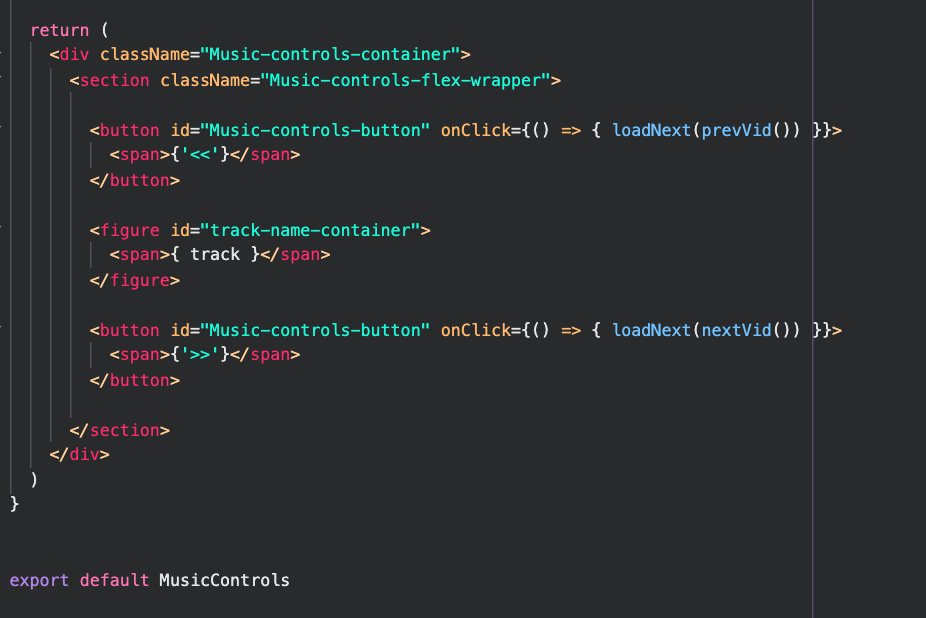 return (
<div className="Music-controls-container">
<section className="Music-controls-flex-wrapper">
<button id="Music-controls-button" onClick={() => { loadNext(prevVid()) }}>
<span>{'<<'}</span>
</button>
<figure id="track-name-container">
<span>{ track }</span>
</figure>
<button id="Music-controls-button" onClick={() => { loadNext(nextVid()) }}>
<span>{'>>'}</span>
</button>
</section>
</div>
)
}
export default MusicControls